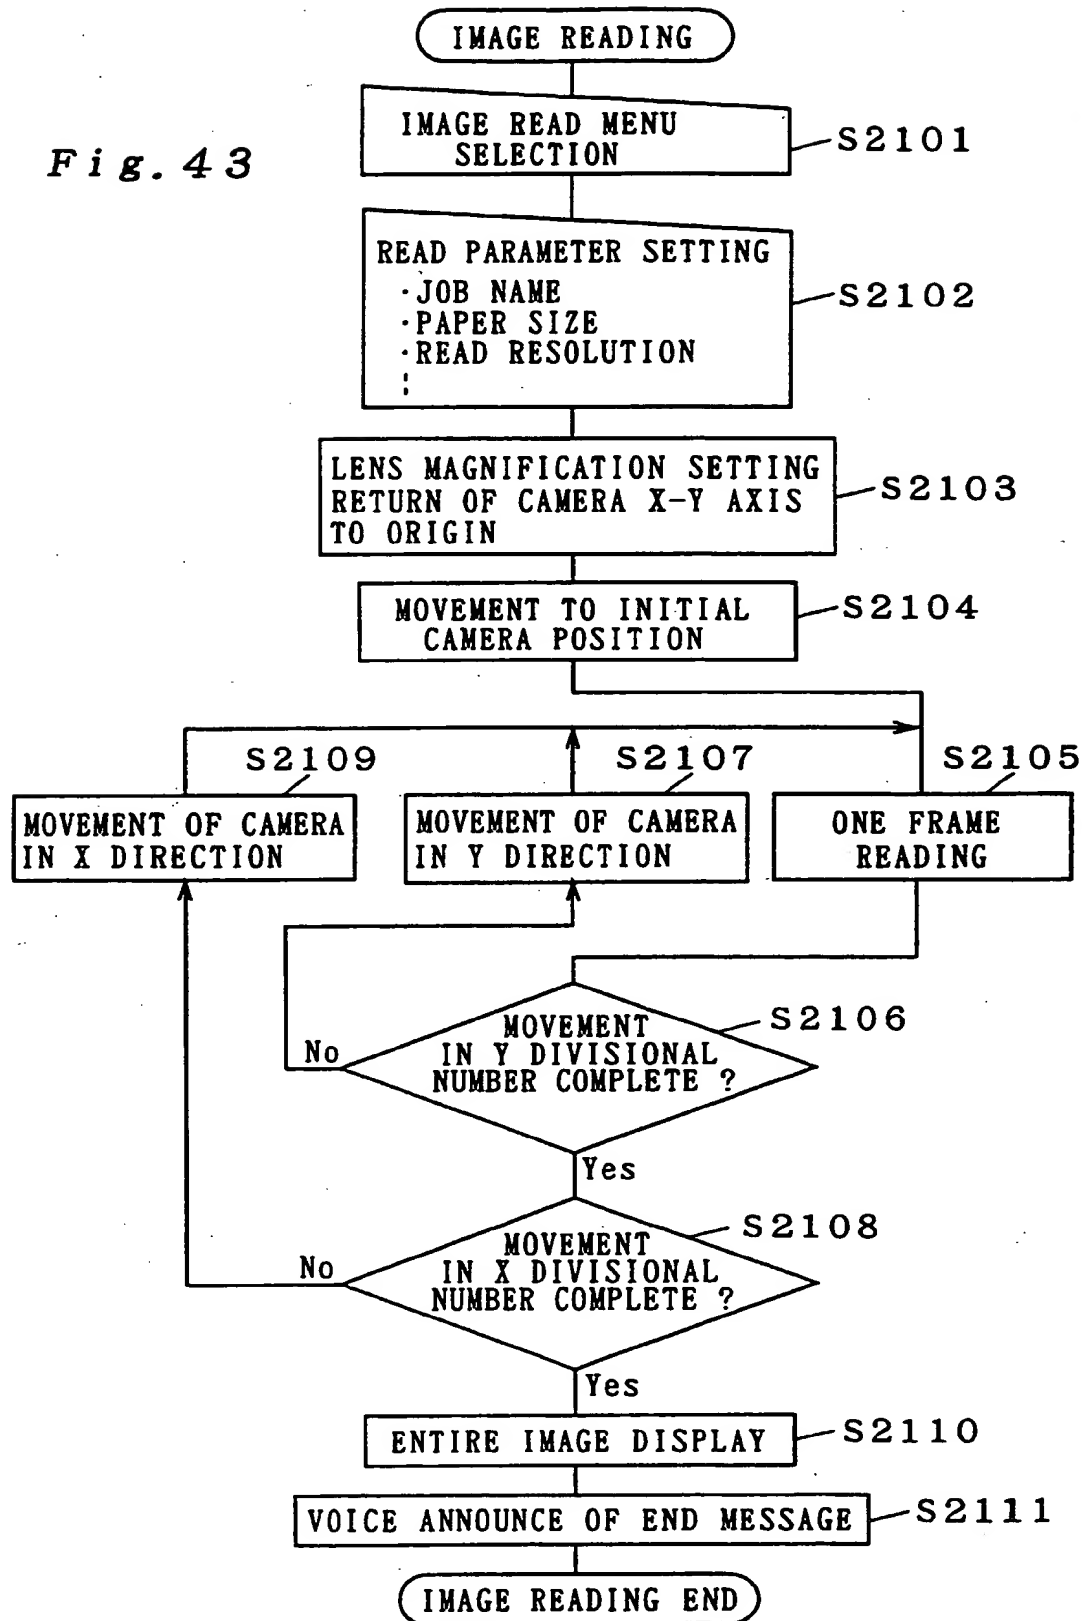 IMAGE READING
Fig. 43
IMAGE READ MENU
SELECTION
S2101
READ PARAMETER SETTING
·JOB NAME
·PAPER SIZE
·READ RESOLUTION
⋮
S2102
LENS MAGNIFICATION SETTING
RETURN OF CAMERA X-Y AXIS
TO ORIGIN
S2103
MOVEMENT TO INITIAL
CAMERA POSITION
S2104
S2109
MOVEMENT OF CAMERA
IN X DIRECTION
S2107
MOVEMENT OF CAMERA
IN Y DIRECTION
S2105
ONE FRAME
READING
S2106
MOVEMENT
IN Y DIVISIONAL
NUMBER COMPLETE ?
No
Yes
S2108
MOVEMENT
IN X DIVISIONAL
NUMBER COMPLETE ?
No
Yes
ENTIRE IMAGE DISPLAY
S2110
VOICE ANNOUNCE OF END MESSAGE
S2111
IMAGE READING END